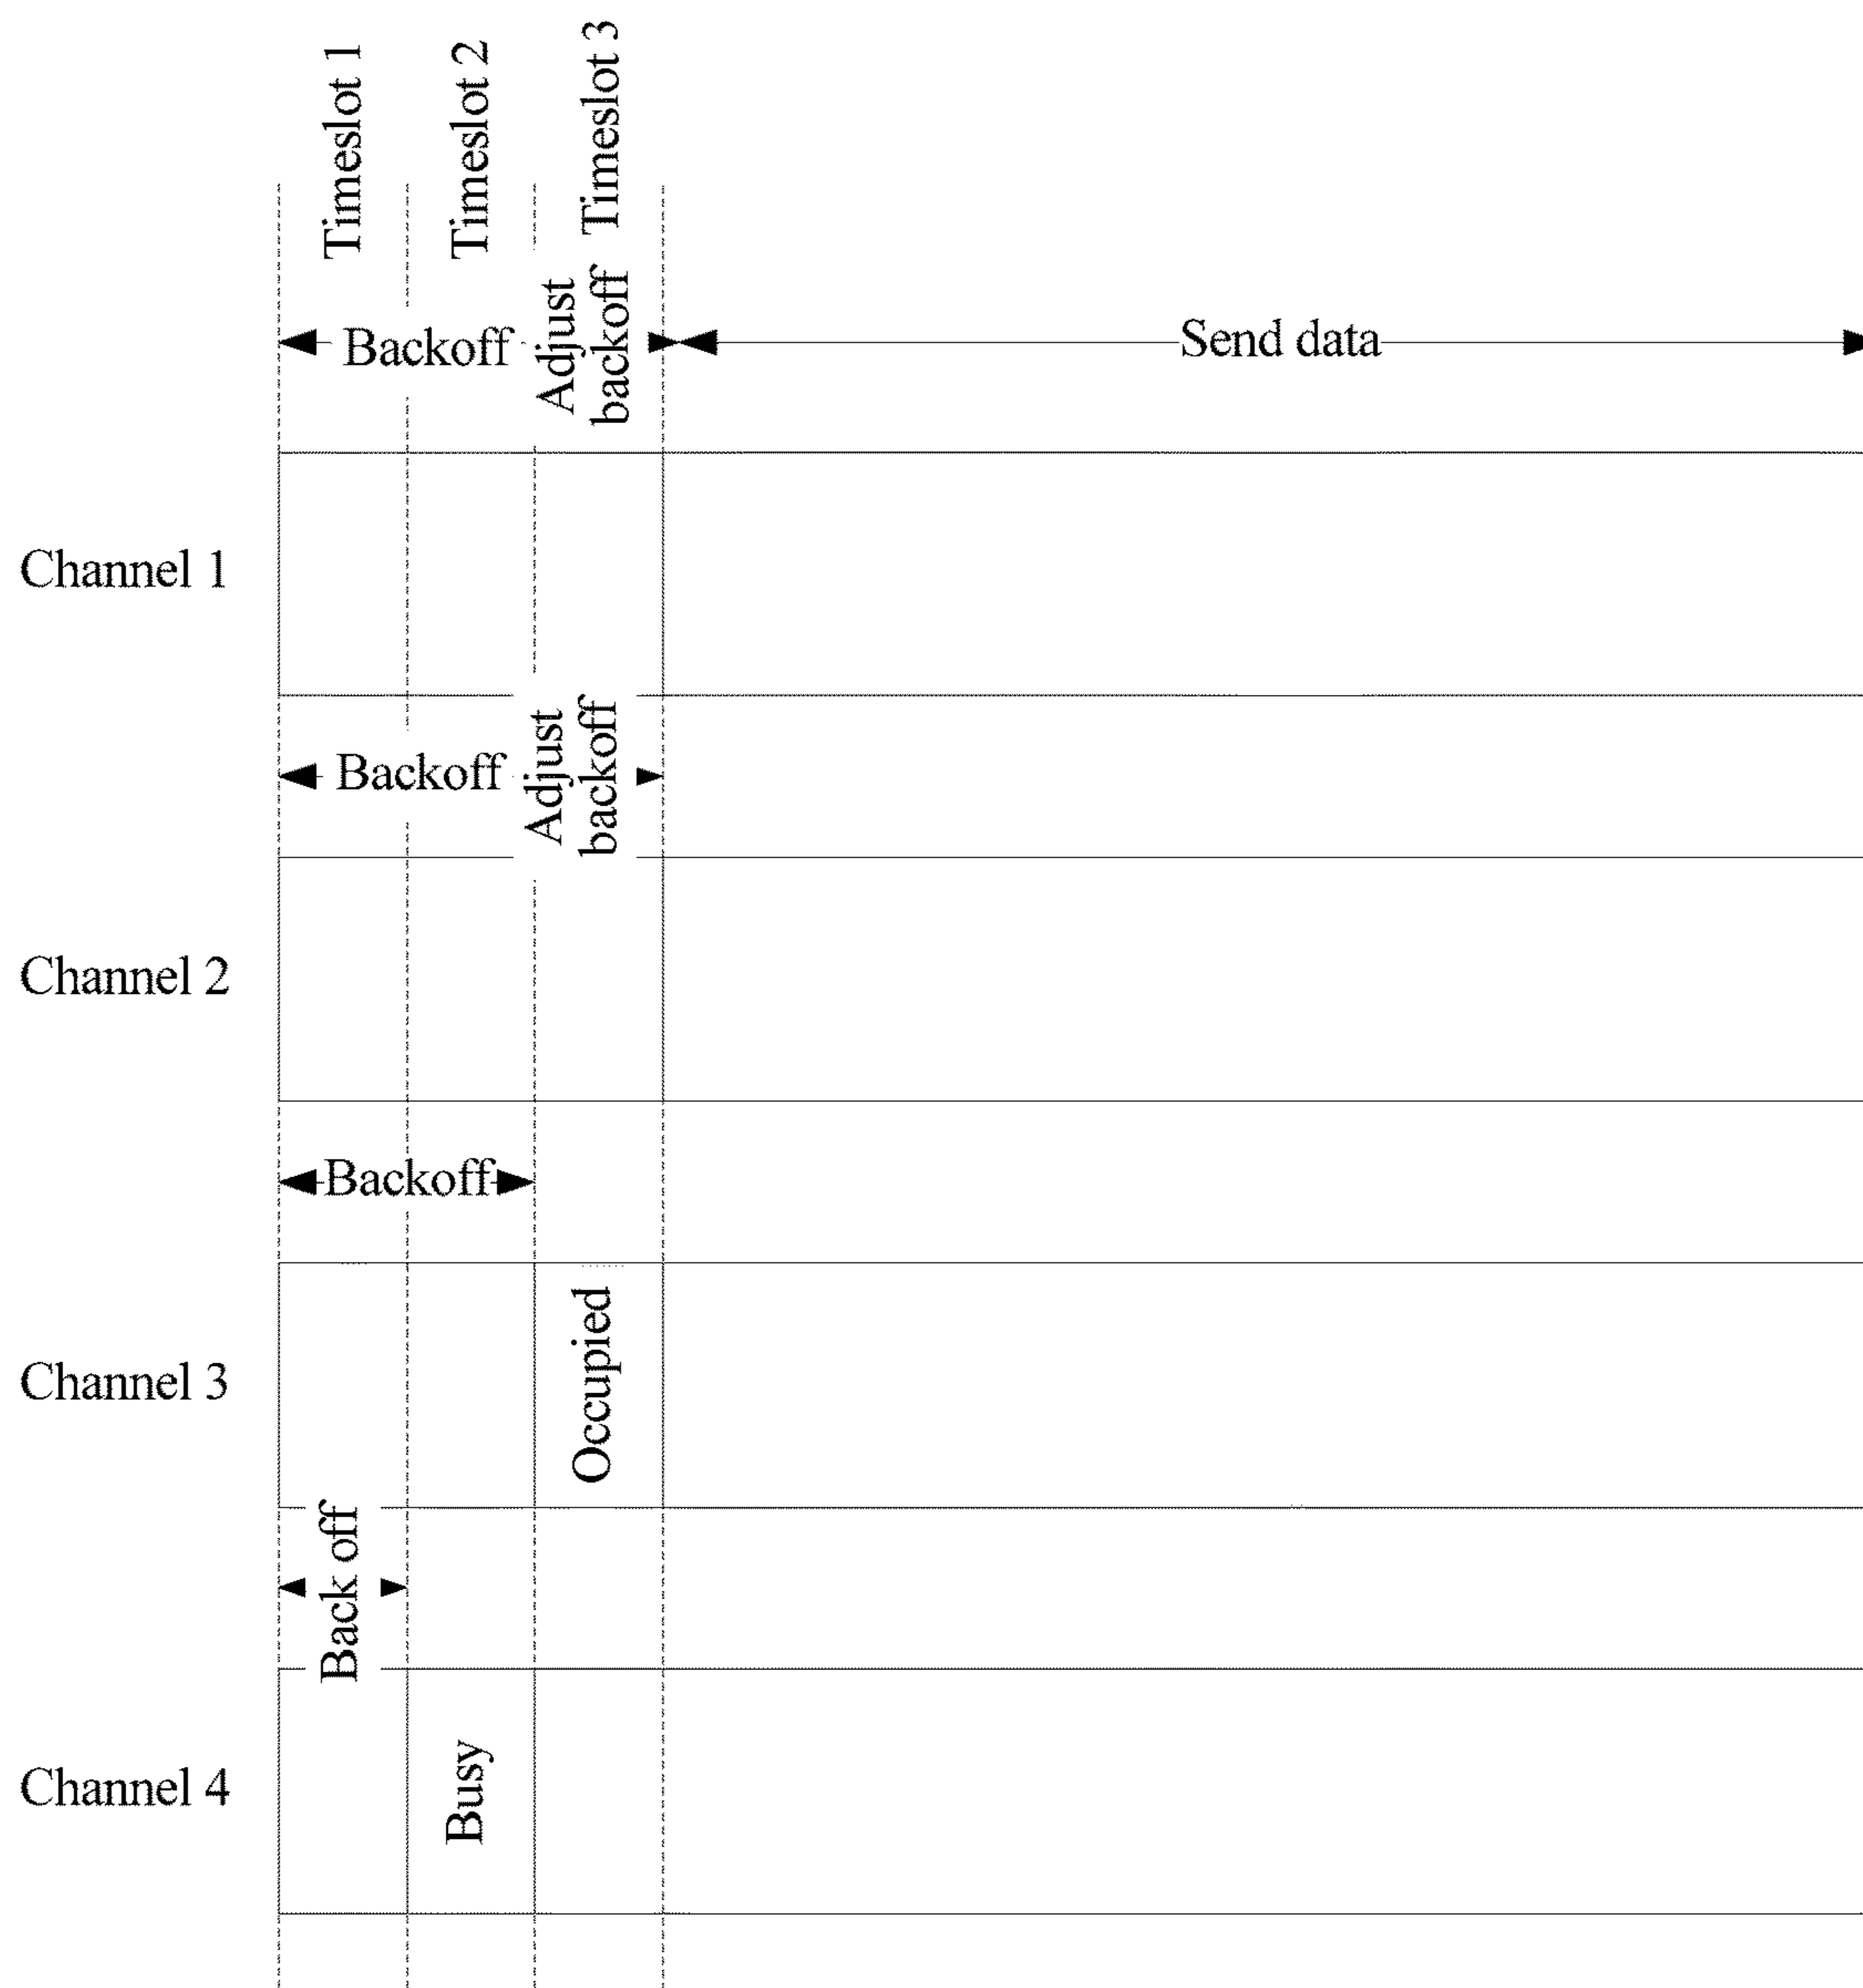 Timeslot 1
Timeslot 2
Timeslot 3
Backoff
Adjust
backoff
Send data
Channel 1
Backoff
Adjust
backoff
Channel 2
Backoff
Channel 3
Occupied
Back off
Channel 4
Busy